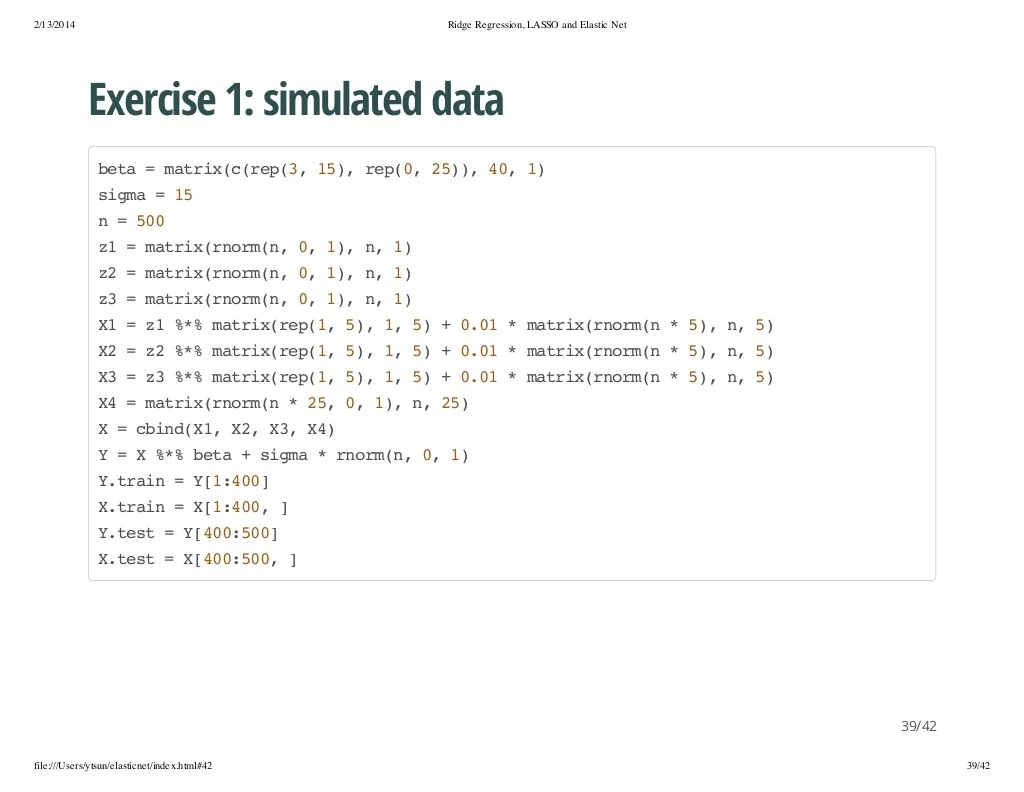 2/13/2014
Ridge Regression, LASSO and Elastic Net
Exercise 1: simulated data
beta = matrix(c(rep(3, 15), rep(0, 25)), 40, 1)
sigma = 15
n = 500
z1 = matrix(rnorm(n, 0, 1), n, 1)
z2 = matrix(rnorm(n, 0, 1), n, 1)
z3 = matrix(rnorm(n, 0, 1), n, 1)
X1 = z1 %*% matrix(rep(1, 5), 1, 5) + 0.01 * matrix(rnorm(n * 5), n, 5)
X2 = z2 %*% matrix(rep(1, 5), 1, 5) + 0.01 * matrix(rnorm(n * 5), n, 5)
X3 = z3 %*% matrix(rep(1, 5), 1, 5) + 0.01 * matrix(rnorm(n * 5), n, 5)
X4 = matrix(rnorm(n * 25, 0, 1), n, 25)
X = cbind(X1, X2, X3, X4)
Y = X %*% beta + sigma * rnorm(n, 0, 1)
Y.train = Y[1:400]
X.train = X[1:400, ]
Y.test = Y[400:500]
X.test = X[400:500, ]
39/42
file:///Users/ytsun/elasticnet/index.html#42
39/42